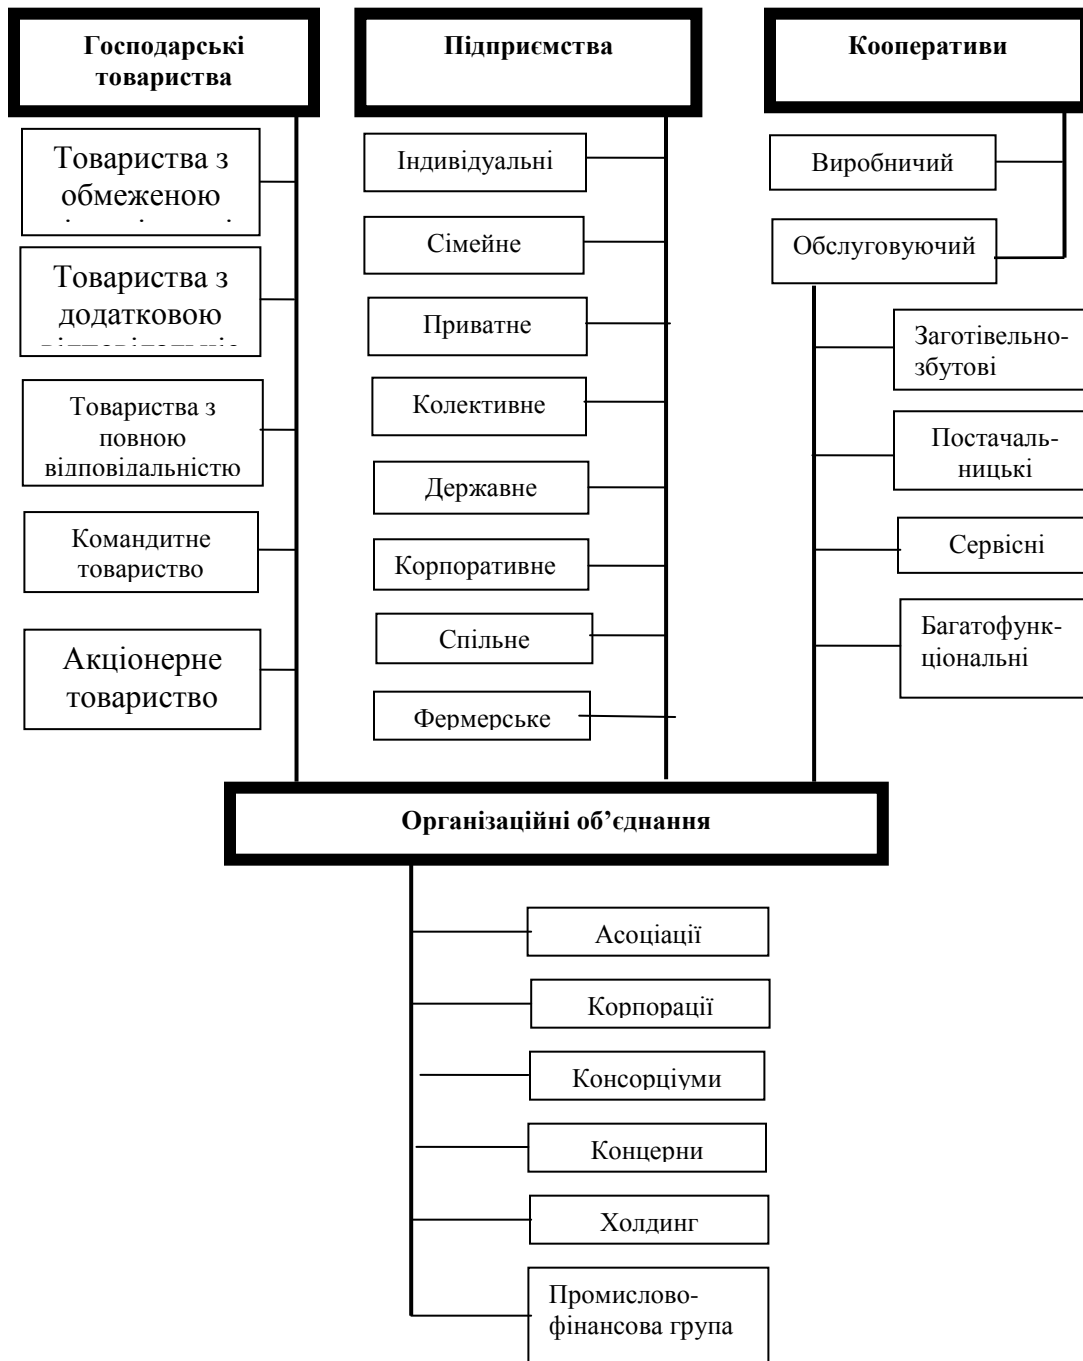 Господарські
товариства
Товариства з
обмеженою
Товариства з
додатковою
Товариства з
повною
відповідальністю
Командитне
товариство
Акціонерне
товариство
Підприємства
Індивідуальні
Сімейне
Приватне
Колективне
Державне
Корпоративне
Спільне
Фермерське
Кооперативи
Виробничий
Обслуговуючий
Заготівельно-
збутові
Постачаль-
ницькі
Сервісні
Багатофунк-
ціональні
Організаційні об’єднання
Асоціації
Корпорації
Консорціуми
Концерни
Холдинг
Промислово-
фінансова група